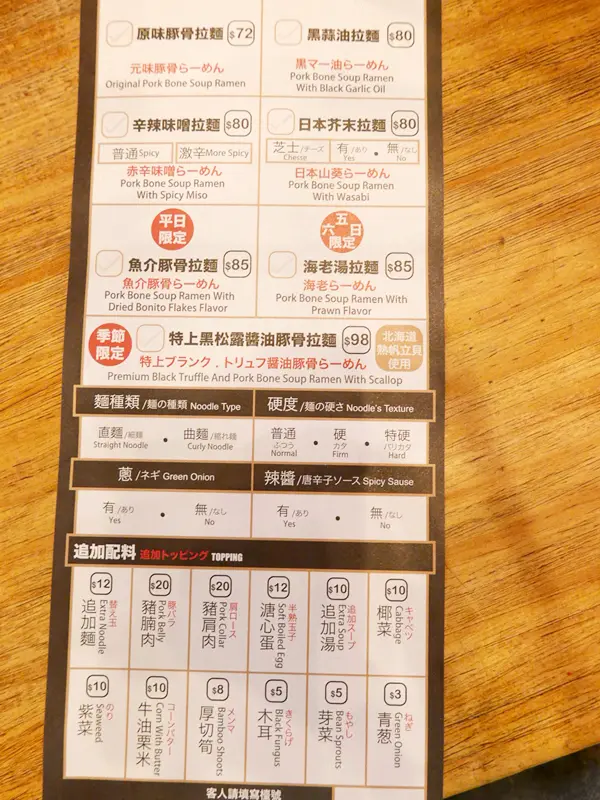 原味豚骨拉麵 $72
元味豚骨らーめん
Original Pork Bone Soup Ramen
黑蒜油拉麵 $80
黒マー油らーめん
Pork Bone Soup Ramen
With Black Garlic Oil
辛辣味噌拉麵 $80
普通 Spicy 激辛 More Spicy
赤辛味噌らーめん
Pork Bone Soup Ramen
With Spicy Miso
日本芥末拉麵 $80
芝士/チーズ Cheese 有/あり Yes • 無/なし No
日本山葵らーめん
Pork Bone Soup Ramen
With Wasabi
平日
限定
魚介豚骨拉麵 $85
魚介豚骨らーめん
Pork Bone Soup Ramen With
Dried Bonito Flakes Flavor
五
六 日
限定
海老湯拉麵 $85
海老らーめん
Pork Bone Soup Ramen With
Prawn Flavor
季節
限定
特上黑松露醬油豚骨拉麵 $98
特上ブランク.トリュフ醤油豚骨らーめん
Premium Black Truffle And Pork Bone Soup Ramen With Scallop
北海道
熱帆立貝
使用
麵種類 /麺の種類 Noodle Type
硬度 /麺の硬さ Noodle's Texture
直麵/細麺 • 曲麵/縮れ麺
Straight Noodle Curly Noodle
普通 • 硬 • 特硬
ふつう カタ バリカタ
Normal Firm Hard
蔥 /ネギ Green Onion
辣醬 /唐辛子ソース Spicy Sause
有/あり • 無/なし
Yes No
有/あり • 無/なし
Yes No
追加配料 追加トッピング TOPPING
$12
替え玉
Extra Noodle
追加麵
$20
豚バラ
Pork Belly
豬腩肉
$20
肩ロース
Pork Collar
豬肩肉
$12
半熟玉子
Soft Boiled Egg
溏心蛋
$10
追加スープ
Extra Soup
追加湯
$10
キャベツ
Cabbage
椰菜
$10
のり
Seaweed
紫菜
$10
コーンバター
Corn With Butter
牛油粟米
$8
メンマ
Bamboo Shoots
厚切筍
$5
きくらげ
Black Fungus
木耳
$5
もやし
Bean Sprouts
芽菜
$3
ねぎ
Green Onion
青葱
客人請填寫檯號